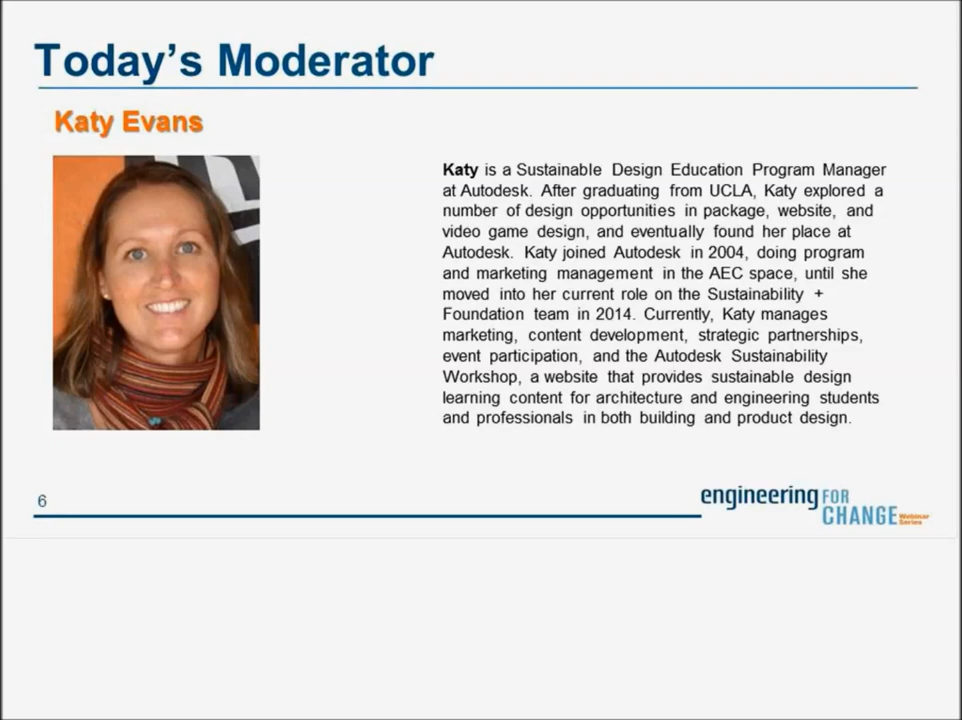 Today's Moderator
Katy Evans
Katy is a Sustainable Design Education Program Manager
at Autodesk. After graduating from UCLA, Katy explored a
number of design opportunities in package, website, and
video game design, and eventually found her place at
Autodesk. Katy joined Autodesk in 2004, doing program
and marketing management in the AEC space, until she
moved into her current role on the Sustainability +
Foundation team in 2014. Currently, Katy manages
marketing, content development, strategic partnerships,
event participation, and the Autodesk Sustainability
Workshop, a website that provides sustainable design
learning content for architecture and engineering students
and professionals in both building and product design.
6
engineering FOR
CHANGE Webinar
Series